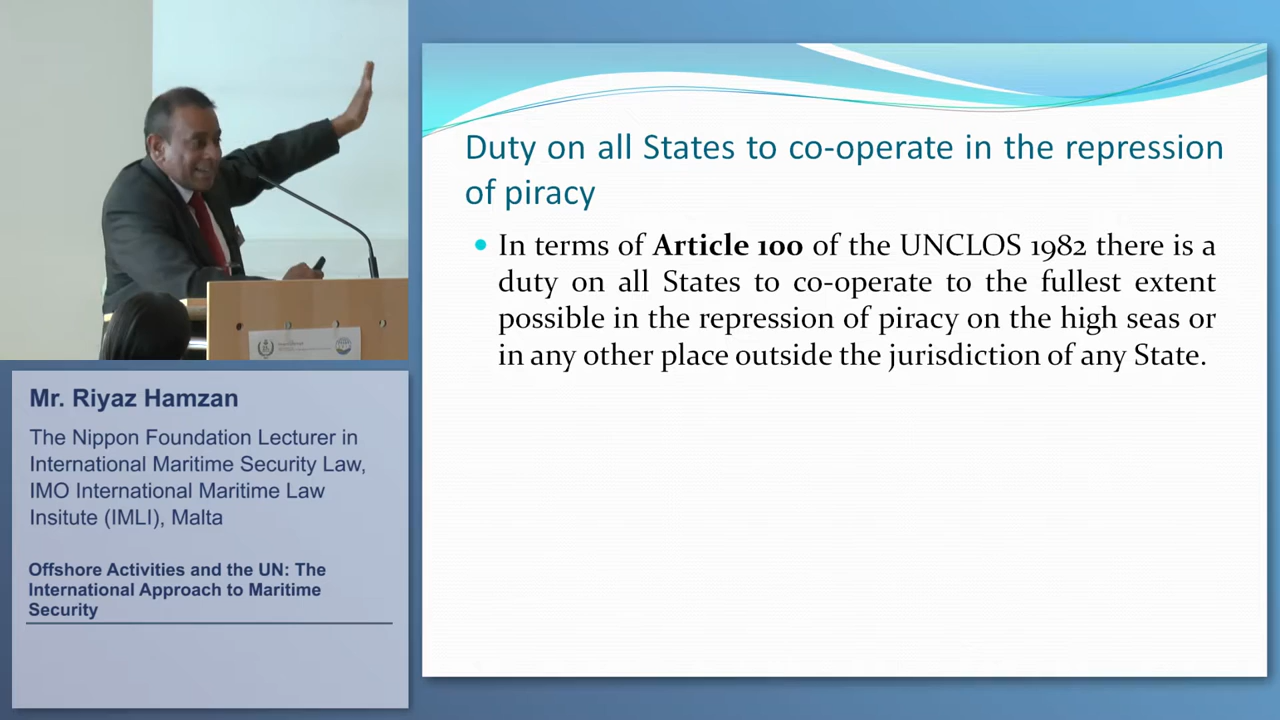 Duty on all States to co-operate in the repression
of piracy
In terms of Article 100 of the UNCLOS 1982 there is a
duty on all States to co-operate to the fullest extent
possible in the repression of piracy on the high seas or
in any other place outside the jurisdiction of any State.
Mr. Riyaz Hamzan
The Nippon Foundation Lecturer in
International Maritime Security Law,
IMO International Maritime Law
Insitute (IMLI), Malta
Offshore Activities and the UN: The
International Approach to Maritime
Security